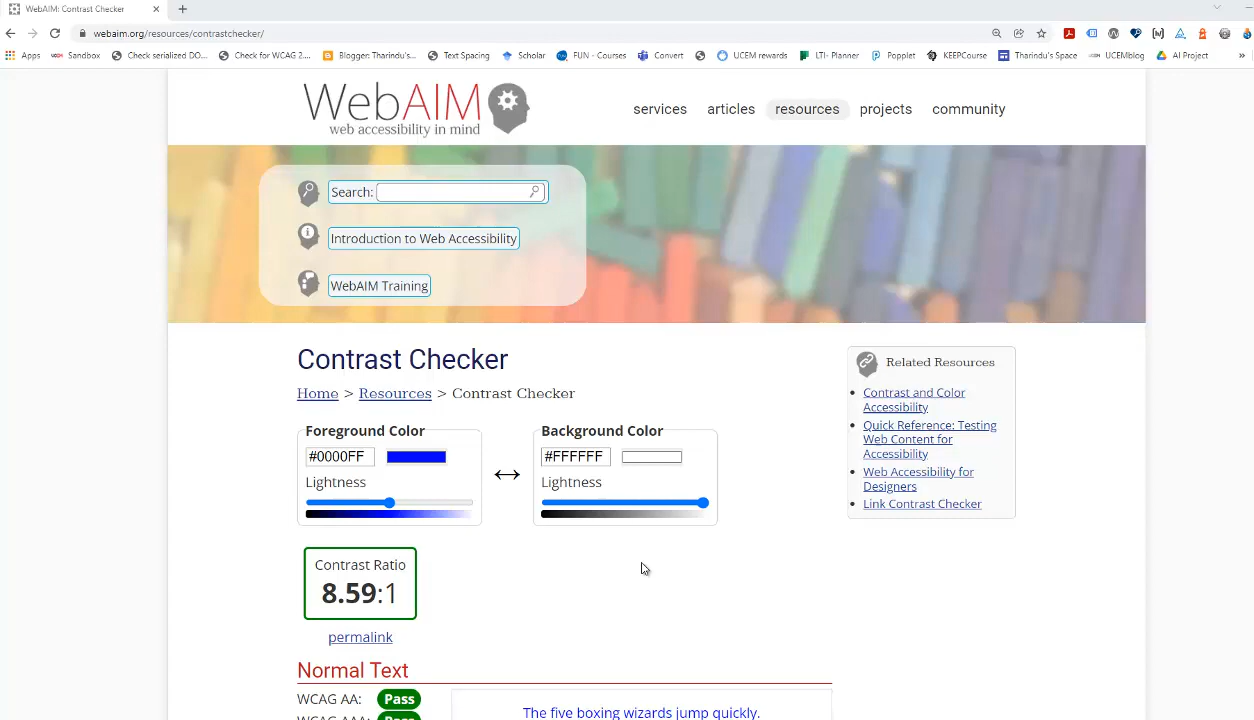 WebAIM: Contrast Checker
webaim.org/resources/contrastchecker/
Apps Sandbox Check serialized DO... Check for WCAG 2.... Blogger: Tharindu's... Text Spacing Scholar FUN - Courses Convert UCEM rewards LTI- Planner Popplet KEEPCourse Tharindu's Space UCEMblog AI Project »
WebAIM
web accessibility in mind
services articles resources projects community
Search:
Introduction to Web Accessibility
WebAIM Training
Contrast Checker
Home > Resources > Contrast Checker
Foreground Color
#0000FF
Lightness
Background Color
#FFFFFF
Lightness
Contrast Ratio
8.59:1
permalink
Related Resources
Contrast and Color
Accessibility
Quick Reference: Testing
Web Content for
Accessibility
Web Accessibility for
Designers
Link Contrast Checker
Normal Text
WCAG AA: Pass
WCAG AAA: Pass
The five boxing wizards jump quickly.